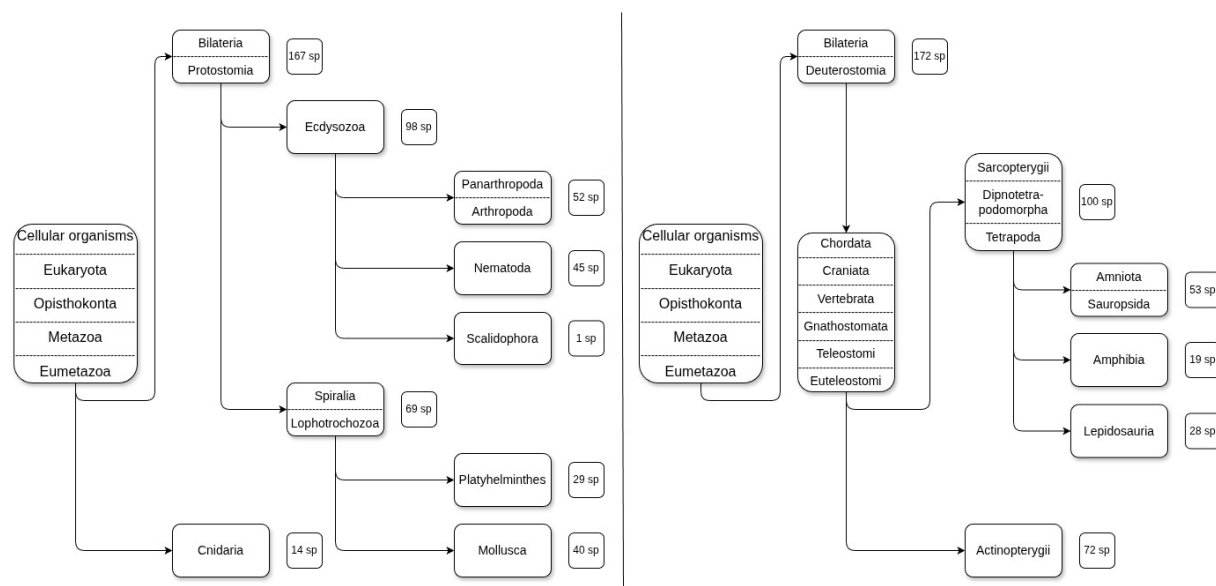 Bilateria
Protostomia
167 sp
Ecdysozoa
98 sp
Panarthropoda
Arthropoda
52 sp
Cellular organisms
Eukaryota
Opisthokonta
Metazoa
Eumetazoa
Nematoda
45 sp
Scalidophora
1 sp
Spiralia
Lophotrochozoa
69 sp
Platyhelminthes
29 sp
Cnidaria
14 sp
Mollusca
40 sp
Bilateria
Deuterostomia
172 sp
Sarcopterygii
Dipnotetra-
podomorpha
Tetrapoda
100 sp
Cellular organisms
Eukaryota
Opisthokonta
Metazoa
Eumetazoa
Chordata
Craniata
Vertebrata
Gnathostomata
Teleostomi
Euteleostomi
Amniota
Sauropsida
53 sp
Amphibia
19 sp
Lepidosauria
28 sp
Actinopterygii
72 sp